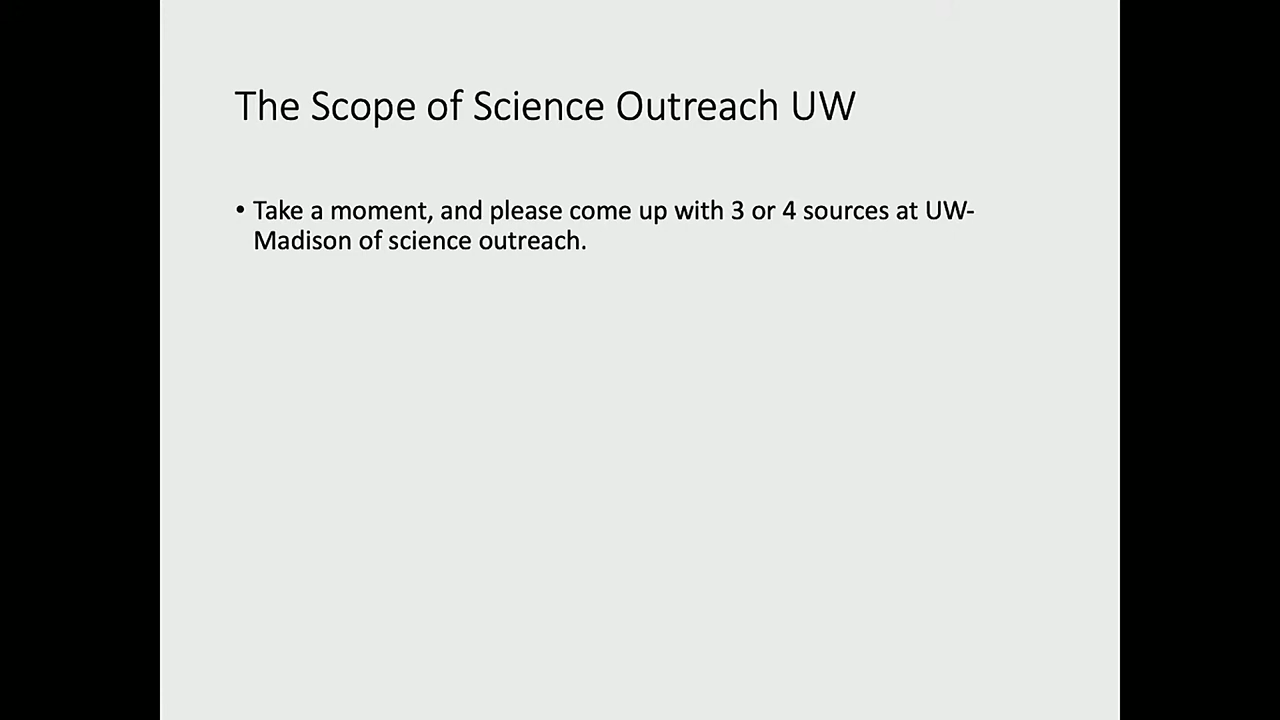 The Scope of Science Outreach UW
• Take a moment, and please come up with 3 or 4 sources at UW-
Madison of science outreach.